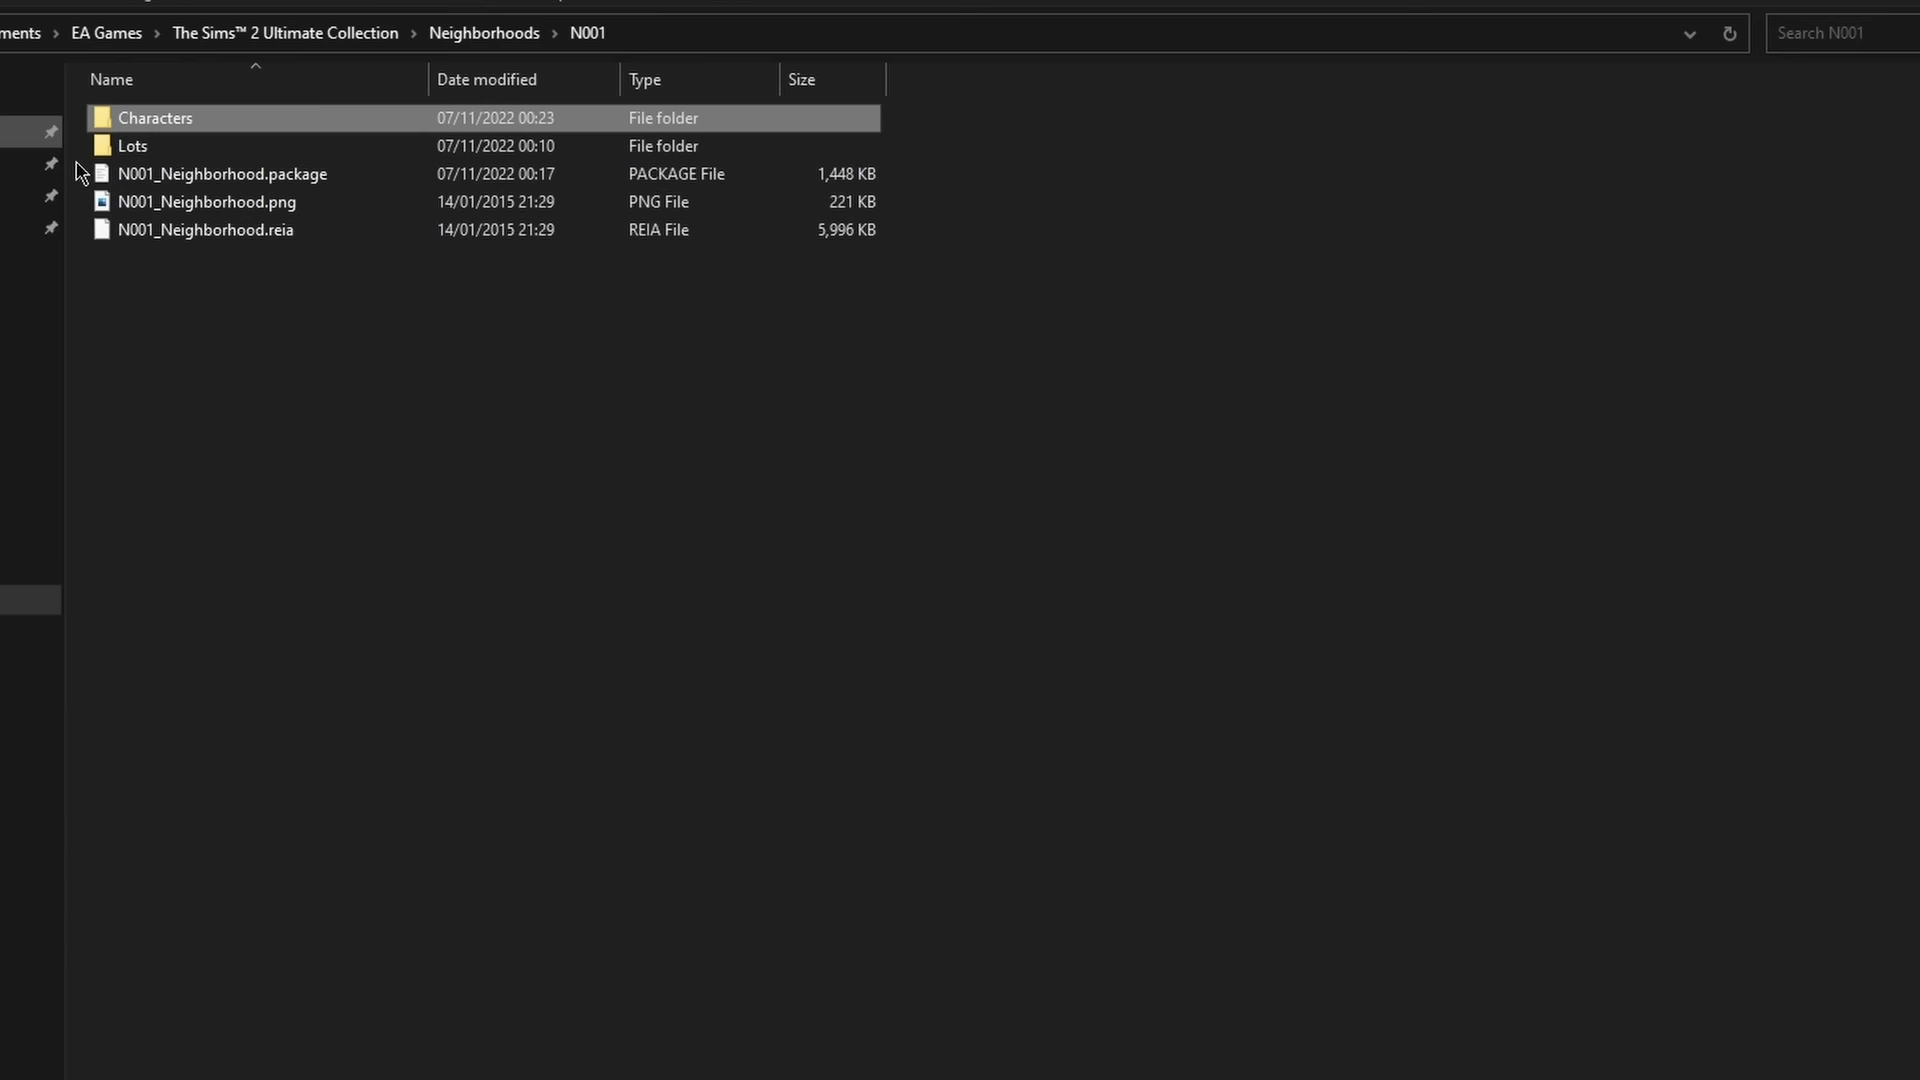 ments › EA Games › The Sims™ 2 Ultimate Collection › Neighborhoods › N001 Search N001
Name Date modified Type Size
Characters 07/11/2022 00:23 File folder
Lots 07/11/2022 00:10 File folder
N001_Neighborhood.package 07/11/2022 00:17 PACKAGE File 1,448 KB
N001_Neighborhood.png 14/01/2015 21:29 PNG File 221 KB
N001_Neighborhood.reia 14/01/2015 21:29 REIA File 5,996 KB